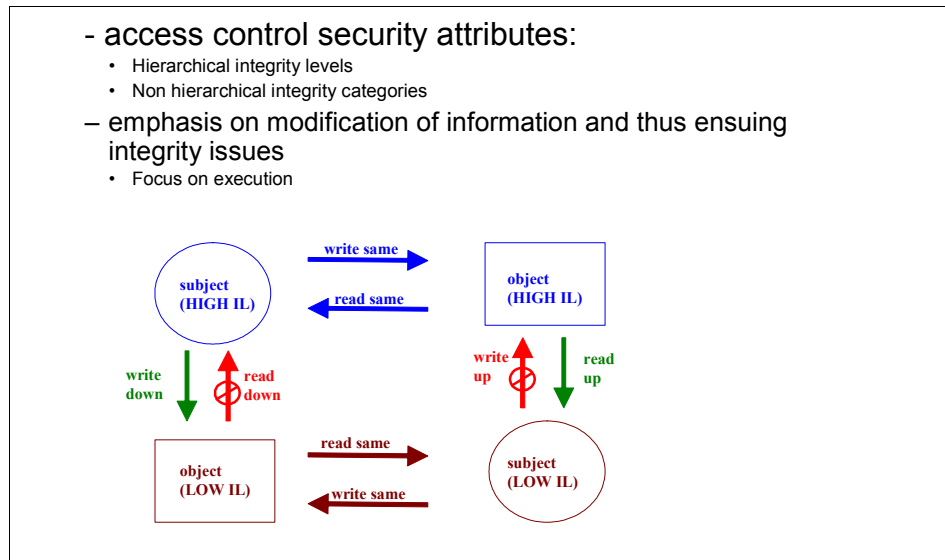 - access control security attributes:
• Hierarchical integrity levels
• Non hierarchical integrity categories
– emphasis on modification of information and thus ensuing
integrity issues
• Focus on execution
write same
subject
(HIGH IL)
object
(HIGH IL)
read same
write
down
read
down
write
up
read
up
read same
object
(LOW IL)
subject
(LOW IL)
write same